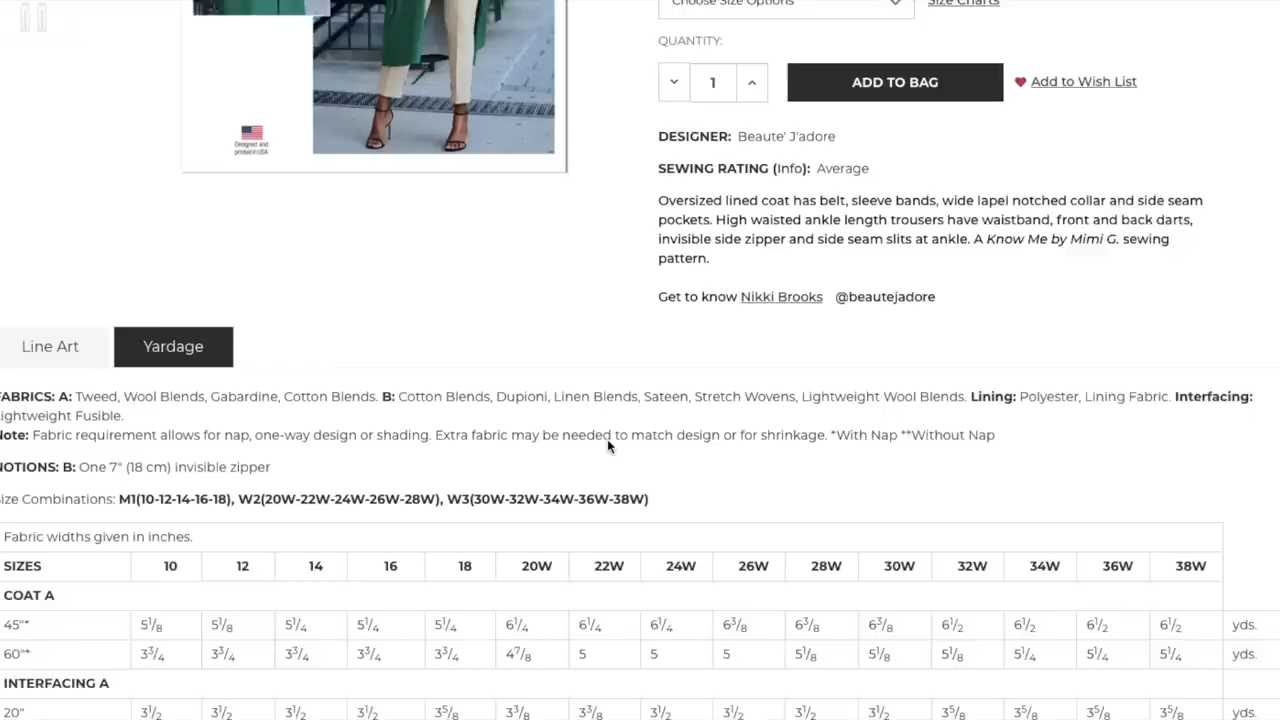 Choose Size Options
Size Charts
QUANTITY:
1
ADD TO BAG
Add to Wish List
Designed and
printed in USA
DESIGNER: Beaute' J'adore
SEWING RATING (Info): Average
Oversized lined coat has belt, sleeve bands, wide lapel notched collar and side seam
pockets. High waisted ankle length trousers have waistband, front and back darts,
invisible side zipper and side seam slits at ankle. A Know Me by Mimi G. sewing
pattern.
Get to know Nikki Brooks @beautejadore
Line Art
Yardage
FABRICS: A: Tweed, Wool Blends, Gabardine, Cotton Blends. B: Cotton Blends, Dupioni, Linen Blends, Sateen, Stretch Wovens, Lightweight Wool Blends. Lining: Polyester, Lining Fabric. Interfacing:
Lightweight Fusible.
Note: Fabric requirement allows for nap, one-way design or shading. Extra fabric may be needed to match design or for shrinkage. *With Nap **Without Nap
NOTIONS: B: One 7" (18 cm) invisible zipper
Size Combinations: M1(10-12-14-16-18), W2(20W-22W-24W-26W-28W), W3(30W-32W-34W-36W-38W)
Fabric widths given in inches.
SIZES 10 12 14 16 18 20W 22W 24W 26W 28W 30W 32W 34W 36W 38W
COAT A
45"* 5 1/8 5 1/8 5 1/4 5 1/4 5 1/4 6 1/4 6 1/4 6 1/4 6 3/8 6 3/8 6 3/8 6 1/2 6 1/2 6 1/2 6 1/2 yds.
60"* 3 3/4 3 3/4 3 3/4 3 3/4 3 3/4 4 7/8 5 5 5 5 1/8 5 1/8 5 1/8 5 1/4 5 1/4 5 1/4 yds.
INTERFACING A
20" 3 1/2 3 1/2 3 1/2 3 1/2 3 5/8 3 3/8 3 3/8 3 1/2 3 1/2 3 1/2 3 1/2 3 5/8 3 5/8 3 5/8 3 5/8 yds.